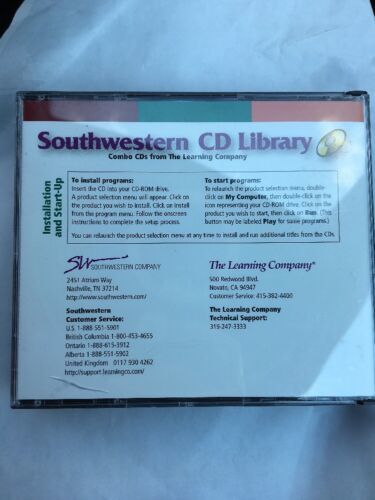 Southwestern CD Library
Combo CDs from The Learning Company
Installation
and Start-Up
To install programs:
Insert the CD into your CD-ROM drive.
A product selection menu will appear. Click on
the product you wish to install. Click on Install
from the program menu. Follow the onscreen
instructions to complete the setup process.
To start programs:
To relaunch the product selection menu, double-
click on My Computer, then double-click on the
icon representing your CD-ROM drive. Click on the
product you wish to start, then click on Run. (This
button may be labeled Play for some programs.)
You can relaunch the product selection menu at any time to install and run additional titles from the CDs.
SW
SOUTHWESTERN COMPANY
2451 Atrium Way
Nashville, TN 37214
http://www.southwestern.com/
Southwestern
Customer Service:
U.S. 1-888-551-5901
British Columbia 1-800-453-4655
Ontario 1-888-615-3912
Alberta 1-888-551-5902
United Kingdom 0117 930 4262
http://support.learningco.com/
The Learning Company®
500 Redwood Blvd.
Novato, CA 94947
Customer Service: 415-382-4400
The Learning Company
Technical Support:
319-247-3333